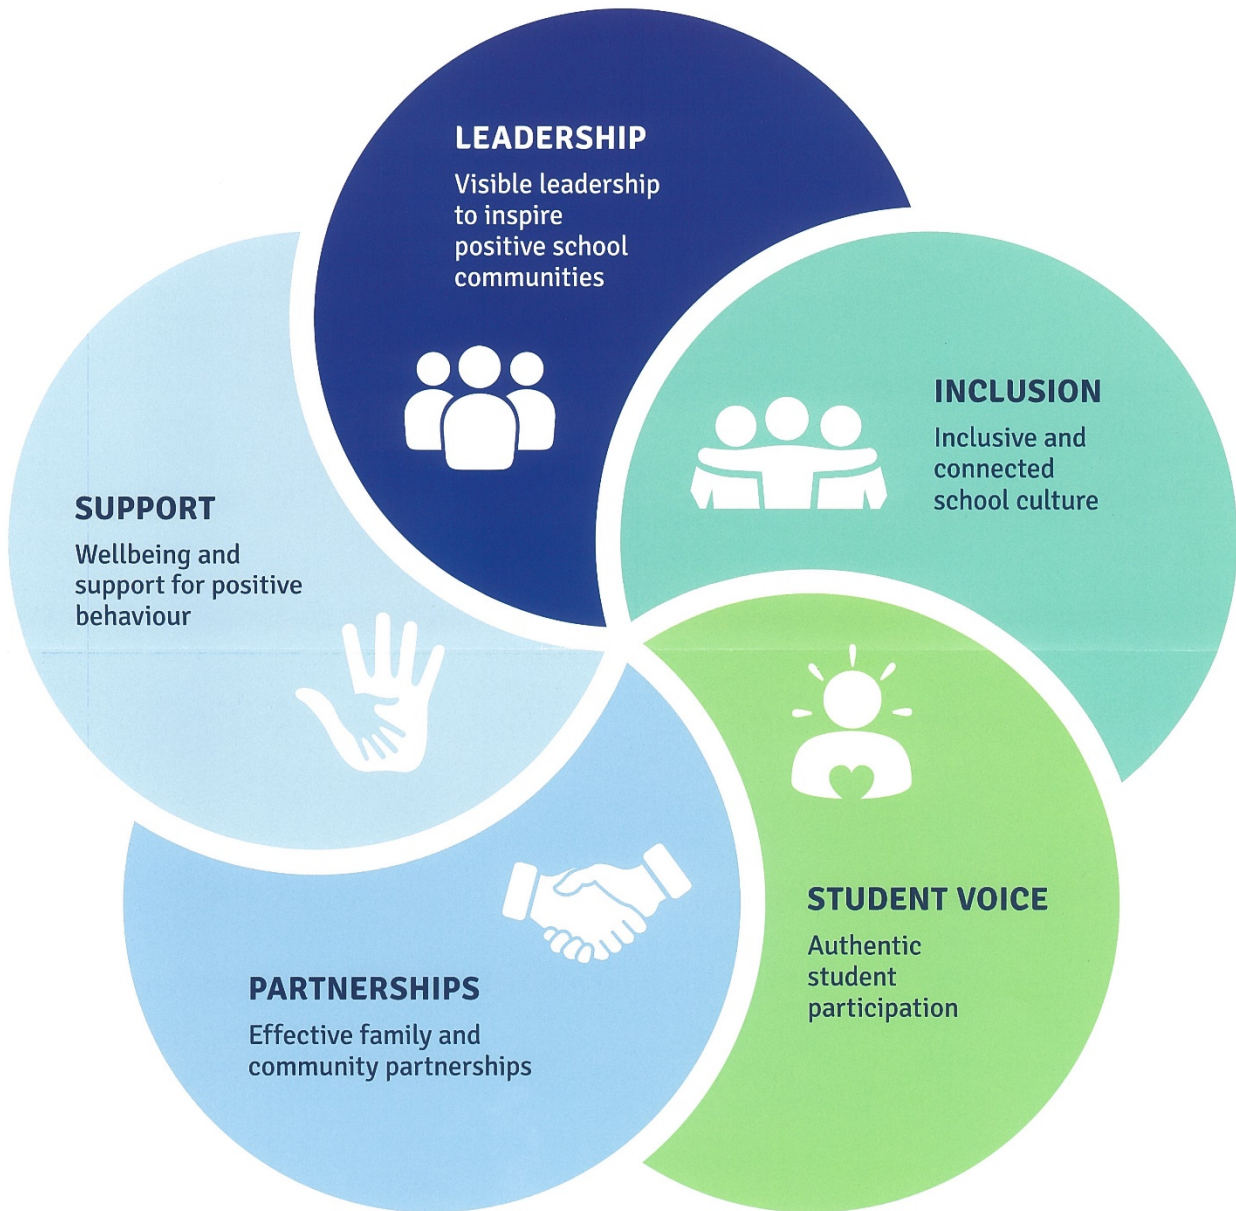 LEADERSHIP
Visible leadership
to inspire
positive school
communities
INCLUSION
Inclusive and
connected
school culture
STUDENT VOICE
Authentic
student
participation
PARTNERSHIPS
Effective family and
community partnerships
SUPPORT
Wellbeing and
support for positive
behaviour